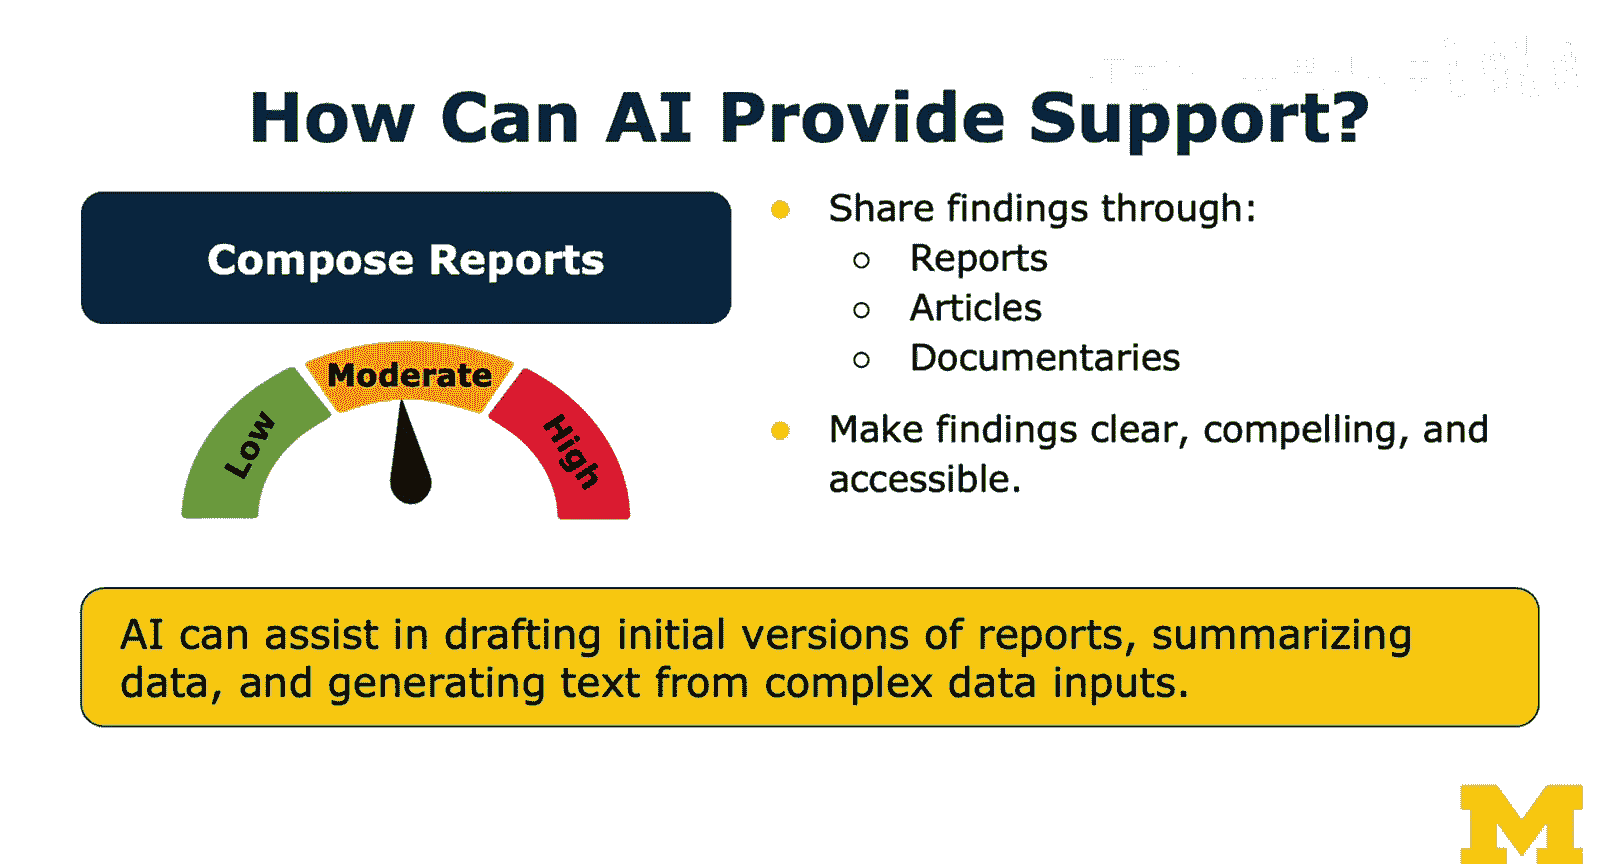 How Can AI Provide Support?
Compose Reports
Low
Moderate
High
Share findings through:
Reports
Articles
Documentaries
Make findings clear, compelling, and
accessible.
AI can assist in drafting initial versions of reports, summarizing
data, and generating text from complex data inputs.
M